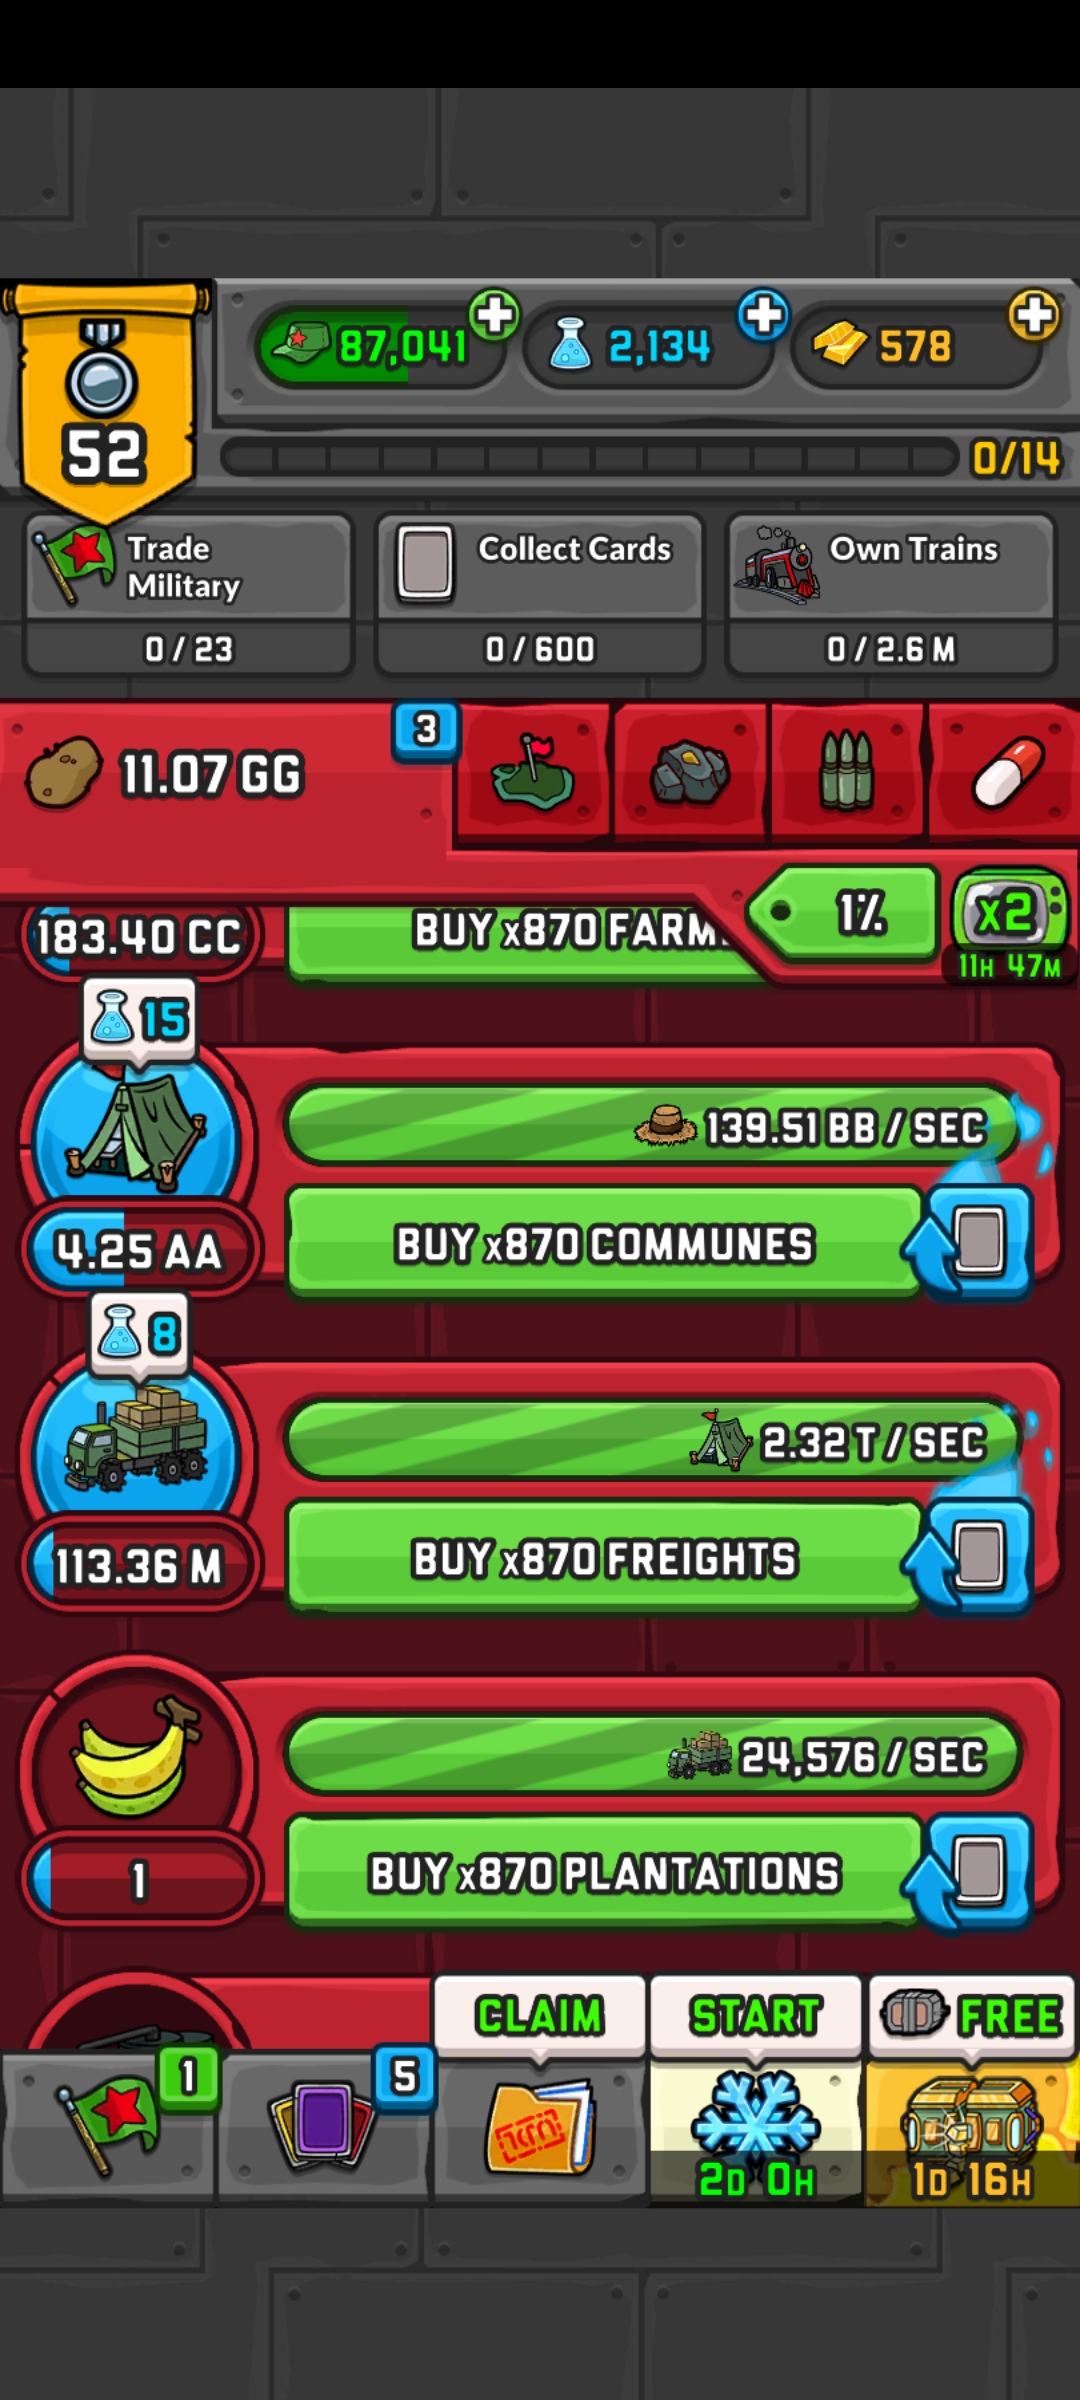 87,041
2,134
578
52
0/14
Trade
Military
0 / 23
Collect Cards
0 / 600
Own Trains
0 / 2.6 M
11.07 GG
3
1%
x2
11H 47M
183.40 CC
BUY x870 FARM
15
139.51 BB / SEC
4.25 AA
BUY x870 COMMUNES
8
2.32 T / SEC
113.36 M
BUY x870 FREIGHTS
24,576 / SEC
1
BUY x870 PLANTATIONS
CLAIM
START
FREE
1
5
2D 0H
1D 16H